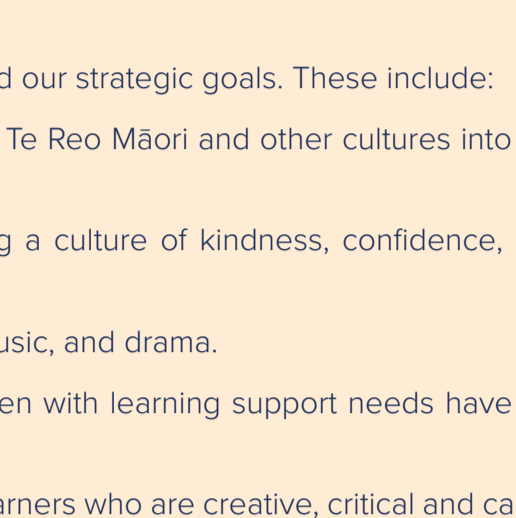 d our strategic goals. These include:
Te Reo Māori and other cultures into
g a culture of kindness, confidence,
usic, and drama.
en with learning support needs have
arners who are creative, critical and ca